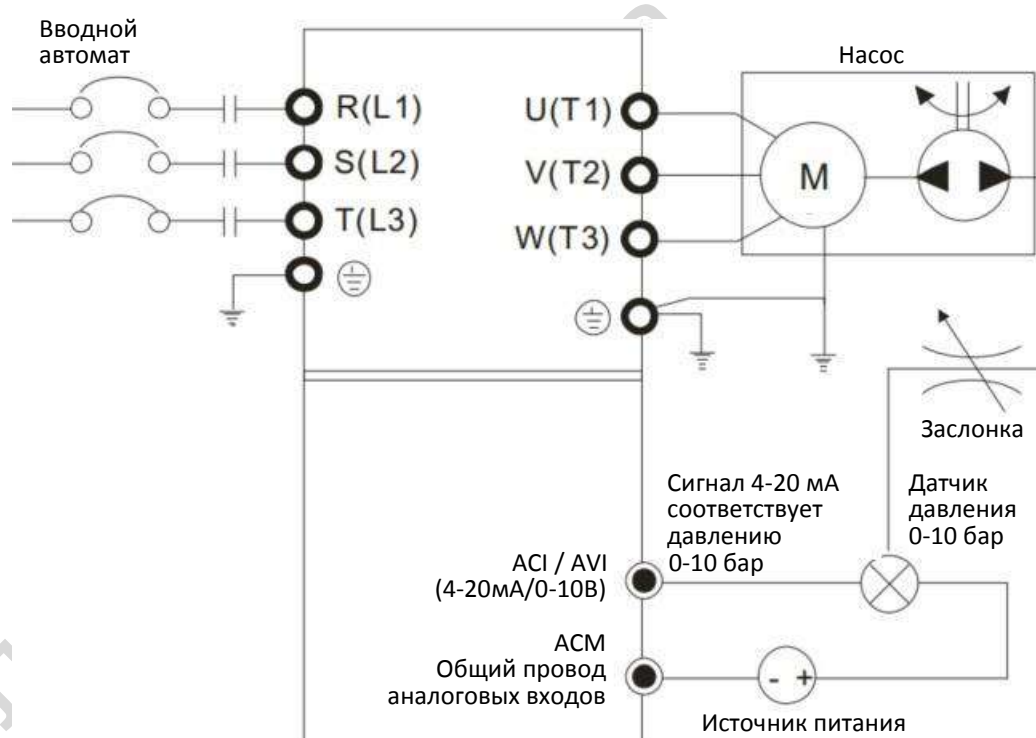 Вводной
автомат
Насос
R(L1)
U(T1)
S(L2)
V(T2)
M
T(L3)
W(T3)
Заслонка
Сигнал 4-20 мА
соответствует
давлению
0-10 бар
Датчик
давления
0-10 бар
ACI / AVI
(4-20мА/0-10В)
ACM
Общий провод
аналоговых входов
- +
Источник питания